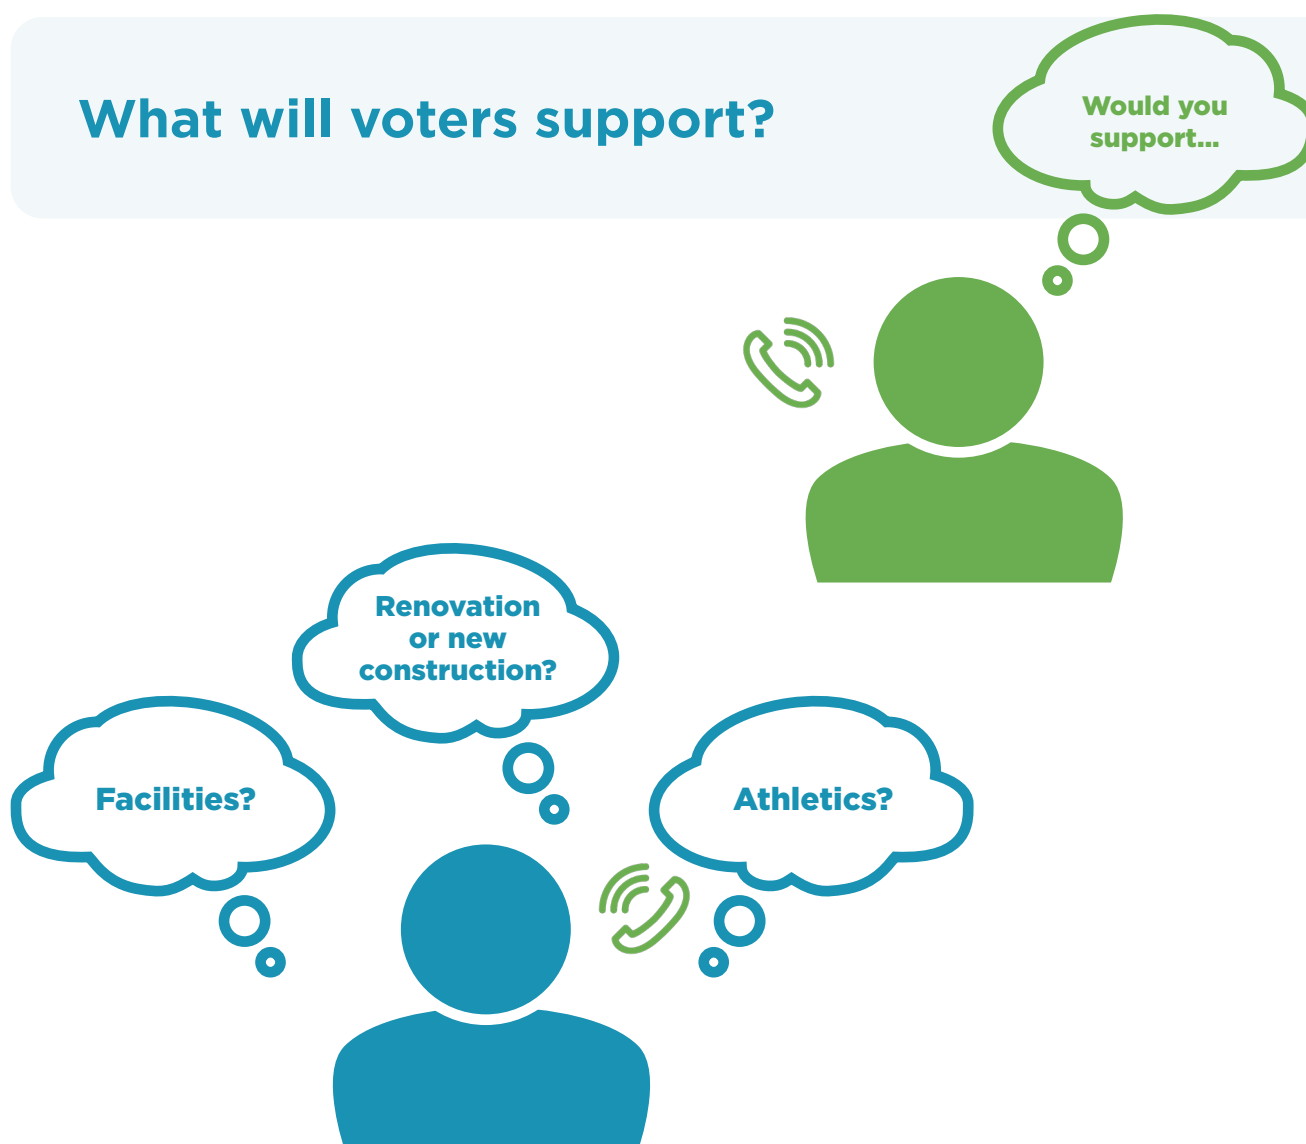 What will voters support?
Would you
support...
Renovation
or new
construction?
Facilities?
Athletics?